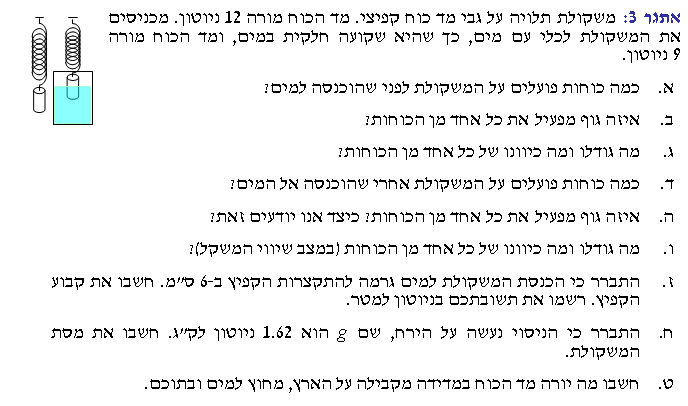 אתגר 3: משקולת תלויה על גבי מד כוח קפיצי. מד הכוח מורה 12 ניוטון. מכניסים
את המשקולת לכלי עם מים, כך שהיא שקועה חלקית במים, ומד הכוח מורה
9 ניוטון.
א. כמה כוחות פועלים על המשקולת לפני שהוכנסה למים?
ב. איזה גוף מפעיל את כל אחד מן הכוחות?
ג. מה גודלו ומה כיוונו של כל אחד מן הכוחות?
ד. כמה כוחות פועלים על המשקולת אחרי שהוכנסה אל המים?
ה. איזה גוף מפעיל את כל אחד מן הכוחות? כיצד אנו יודעים זאת?
ו. מה גודלו ומה כיוונו של כל אחד מן הכוחות (במצב שיווי המשקל)?
ז. התברר כי הכנסת המשקולת למים גרמה להתקצרות הקפיץ ב-6 ס״מ. חשבו את קבוע
הקפיץ. רשמו את תשובתכם בניוטון למטר.
ח. התברר כי הניסוי נעשה על הירח, שם g הוא 1.62 ניוטון לק״ג. חשבו את מסת
המשקולת.
ט. חשבו מה יורה מד הכוח במדידה מקבילה על הארץ, מחוץ למים ובתוכם.